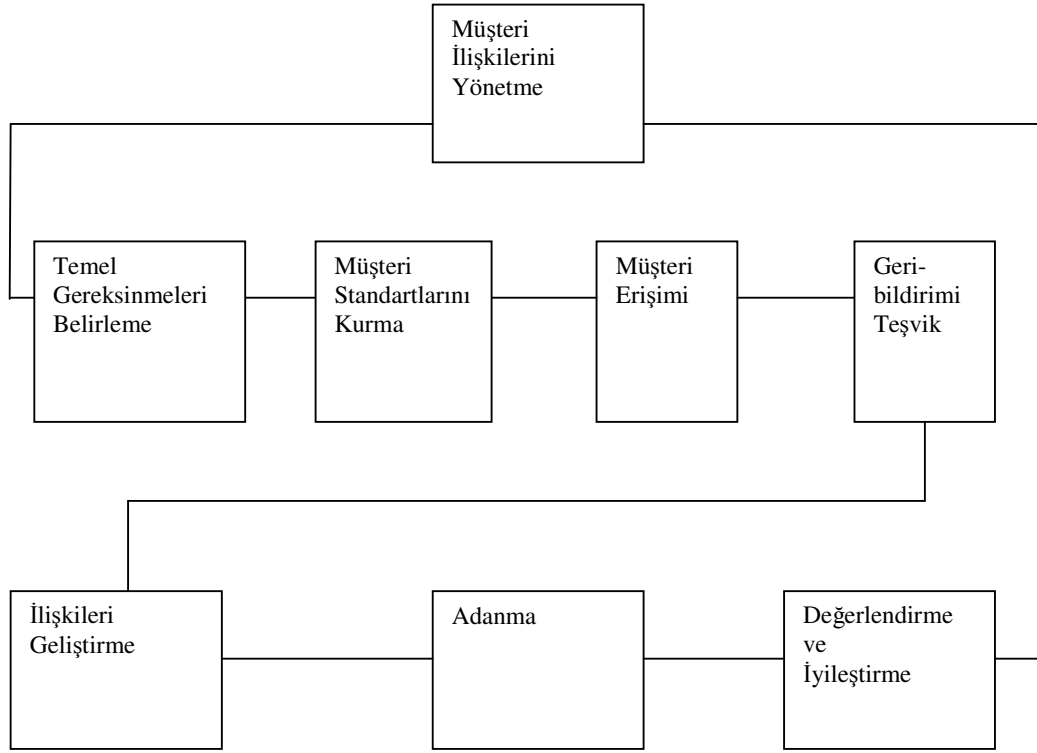 Müşteri
İlişkilerini
Yönetme
Temel
Gereksinmeleri
Belirleme
Müşteri
Standartlarını
Kurma
Müşteri
Erişimi
Geri-
bildirimi
Teşvik
İlişkileri
Geliştirme
Adanma
Değerlendirme
ve
İyileştirme